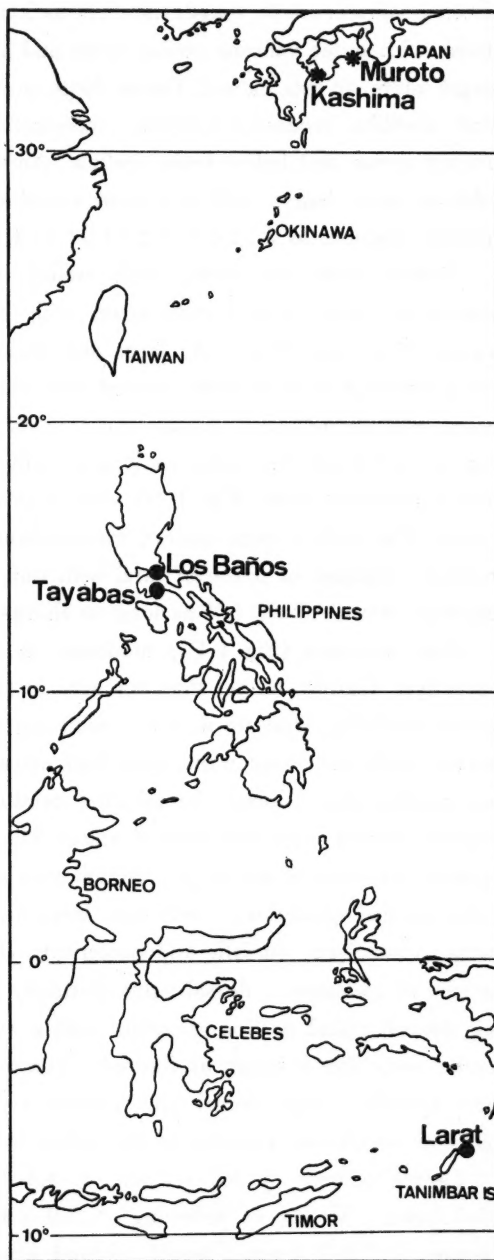 JAPAN
Muroto
Kashima
30°
OKINAWA
TAIWAN
20°
Los Baños
Tayabas
PHILIPPINES
10°
BORNEO
0°
CELEBES
Larat
TANIMBAR IS
TIMOR
10°